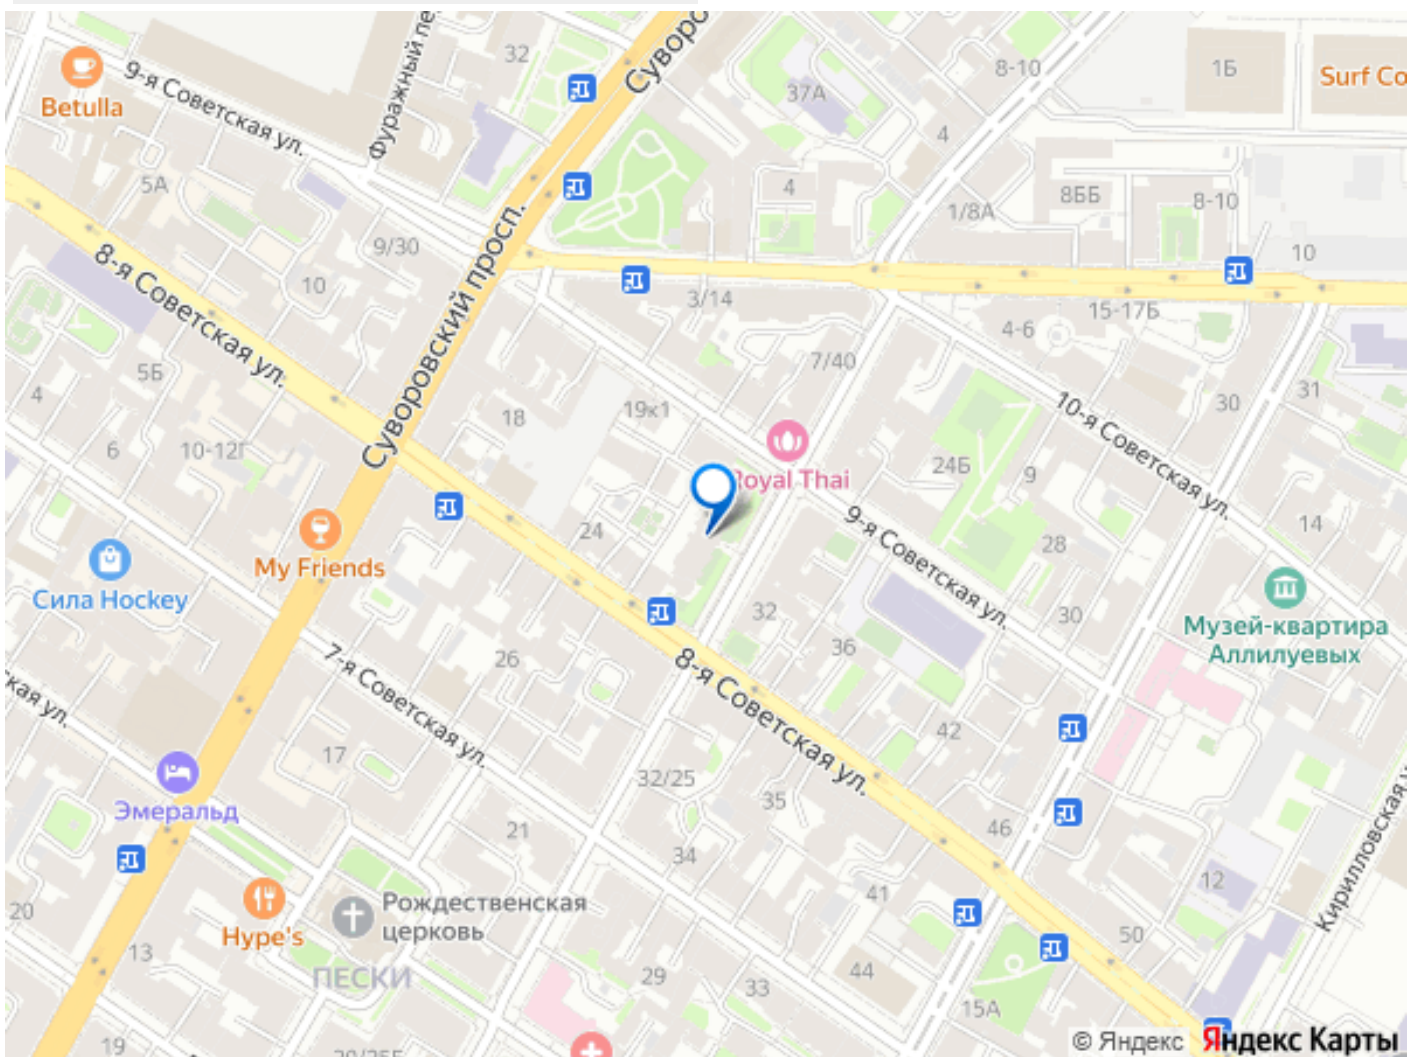 Фуражный пе
32
Суворо
8-10
1Б
Surf Co
Betulla
9-я Советская ул.
37А
4
5А
4
8ББ
8-10
1/8А
9/30
10
8-я Советская ул.
10
Суворовский просп.
3/14
15-17Б
4-6
7/40
5Б
4
31
30
18
19к1
10-я Советская ул.
6
10-12Г
24Б
9
Royal Thai
14
24
9-я Советская ул.
28
My Friends
Сила Hockey
32
30
Музей-квартира
Аллилуевых
36
26
7-я Советская ул.
8-я Советская ул.
ская ул.
42
17
32/25
35
Эмеральд
46
21
34
Кирилловская у
12
41
20
Рождественская
церковь
Hype's
50
13
ПЕСКИ
29
33
44
15А
19
20/25Б
© Яндекс Яндекс Карты